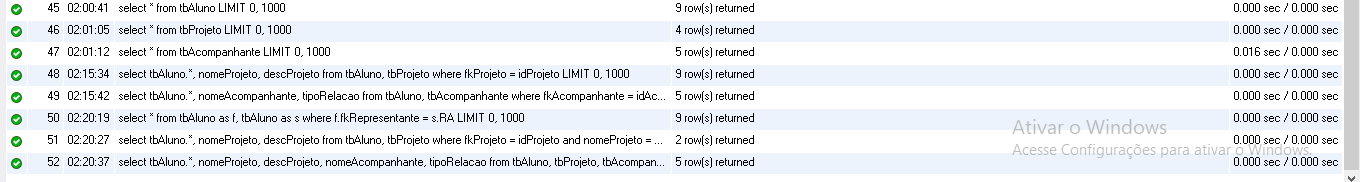 45 02:00:41 select * from tbAluno LIMIT 0, 1000 9 row(s) returned 0.000 sec / 0.000 sec
46 02:01:05 select * from tbProjeto LIMIT 0, 1000 4 row(s) returned 0.000 sec / 0.000 sec
47 02:01:12 select * from tbAcompanhante LIMIT 0, 1000 5 row(s) returned 0.016 sec / 0.000 sec
48 02:15:34 select tbAluno.*, nomeProjeto, descProjeto from tbAluno, tbProjeto where fkProjeto = idProjeto LIMIT 0, 1000 9 row(s) returned 0.000 sec / 0.000 sec
49 02:15:42 select tbAluno.*, nomeAcompanhante, tipoRelacao from tbAluno, tbAcompanhante where fkAcompanhante = idAc... 5 row(s) returned 0.000 sec / 0.000 sec
50 02:20:19 select * from tbAluno as f, tbAluno as s where f.fkRepresentante = s.RA LIMIT 0, 1000 9 row(s) returned 0.000 sec / 0.000 sec
51 02:20:27 select tbAluno.*, nomeProjeto, descProjeto from tbAluno, tbProjeto where fkProjeto = idProjeto and nomeProjeto = ... 2 row(s) returned 0.000 sec / 0.000 sec
52 02:20:37 select tbAluno.*, nomeProjeto, descProjeto, nomeAcompanhante, tipoRelacao from tbAluno, tbProjeto, tbAcompan... 5 row(s) returned 0.000 sec / 0.000 sec
Ativar o Windows
Acesse Configurações para ativar o Windows.